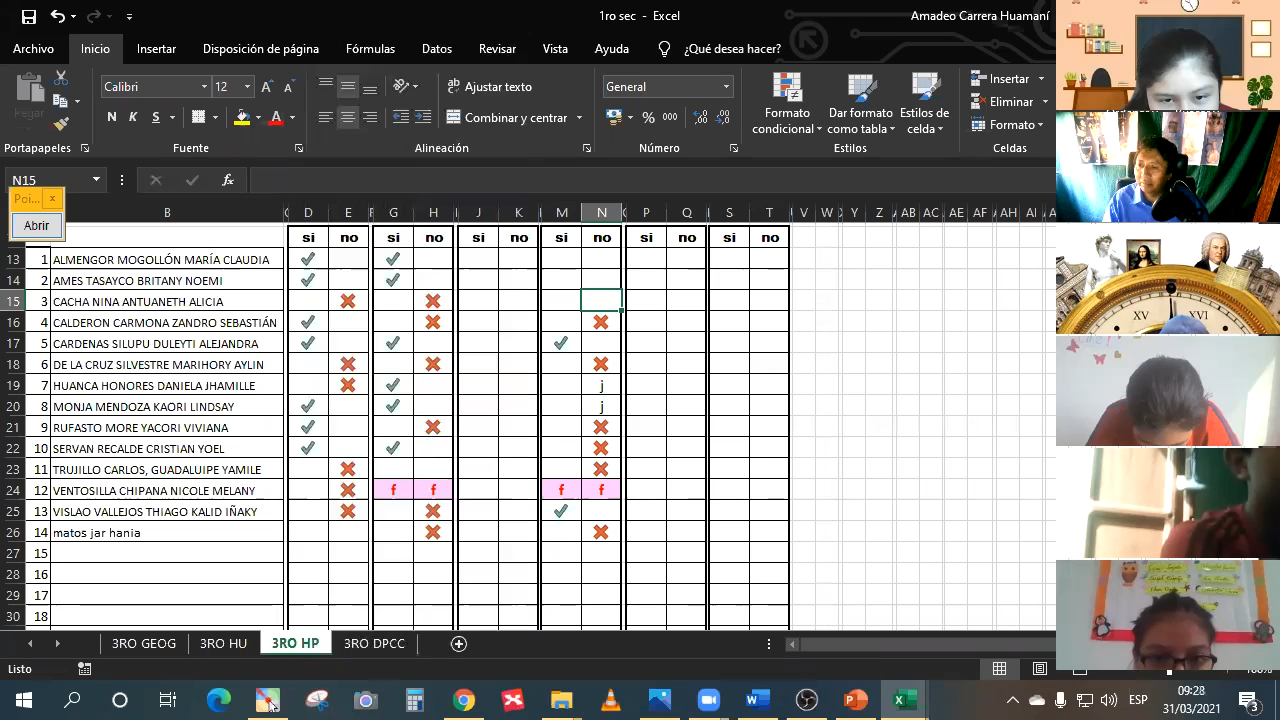 1ro sec - Excel
Amadeo Carrera Huamaní
Archivo Inicio Insertar Disposición de página Fórmulas Datos Revisar Vista Ayuda ¿Qué desea hacer?
Pegar
Calibri 12
Ajustar texto
General
N K S
Combinar y centrar
% 000
Formato condicional
Dar formato como tabla
Estilos de celda
Insertar
Eliminar
Formato
Portapapeles Fuente Alineación Número Estilos Celdas
N15 fx
Poi... x
Abrir
B C D E F G H I J K L M N O P Q R S T U V W X Y Z A AB AC A AE AF A AH AI
si no si no si no si no si no si no
13 1 ALMENGOR MOGOLLÓN MARÍA CLAUDIA
14 2 AMES TASAYCO BRITANY NOEMI
15 3 CACHA NINA ANTUANETH ALICIA
16 4 CALDERON CARMONA ZANDRO SEBASTIÁN
17 5 CARDENAS SILUPU DULEYTI ALEJANDRA
18 6 DE LA CRUZ SILVESTRE MARIHORY AYLIN
19 7 HUANCA HONORES DANIELA JHAMILLE j
20 8 MONJA MENDOZA KAORI LINDSAY j
21 9 RUFASTO MORE YACORI VIVIANA
22 10 SERVAN RECALDE CRISTIAN YOEL
23 11 TRUJILLO CARLOS, GUADALUIPE YAMILE
24 12 VENTOSILLA CHIPANA NICOLE MELANY f f f f
25 13 VISLAO VALLEJOS THIAGO KALID IÑAKY
26 14 matos jar hania
27 15
28 16
29 17
30 18
3RO GEOG 3RO HU 3RO HP 3RO DPCC
Listo
ESP
09:28
31/03/2021
3
XV XVI